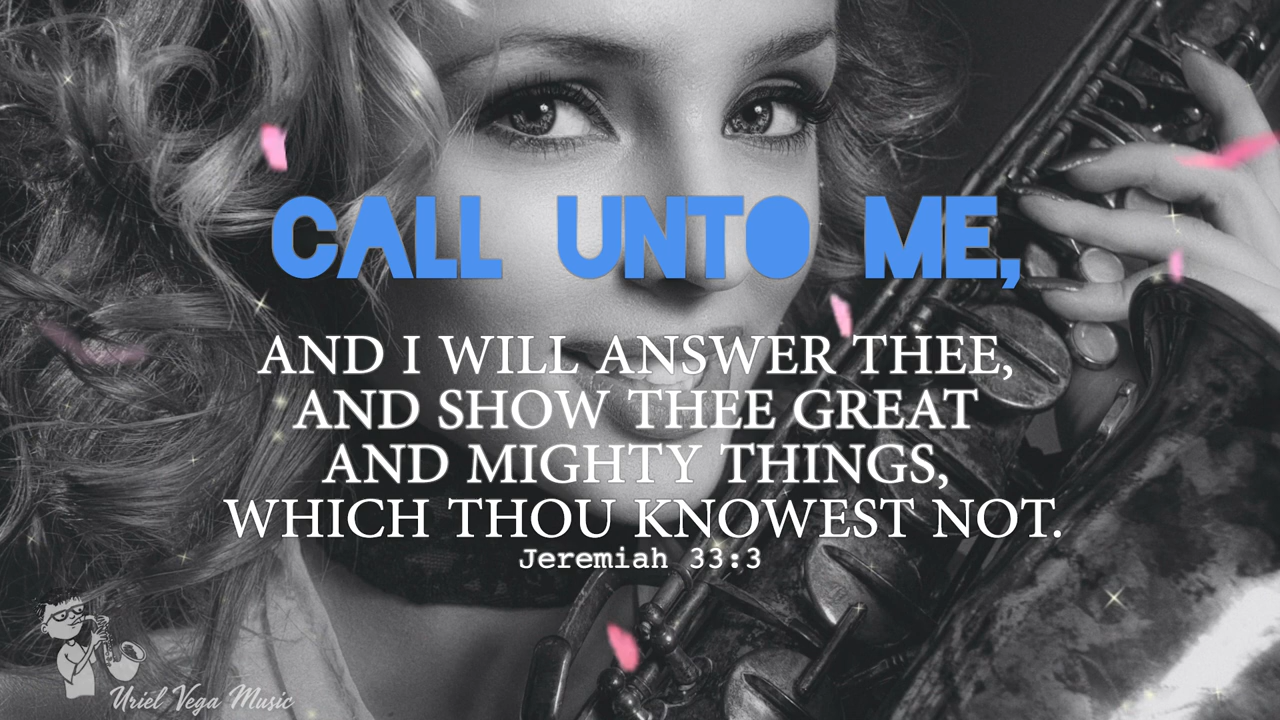 CALL UNTO ME,
AND I WILL ANSWER THEE,
AND SHOW THEE GREAT
AND MIGHTY THINGS,
WHICH THOU KNOWEST NOT.
Jeremiah 33:3
Uriel Vega Music